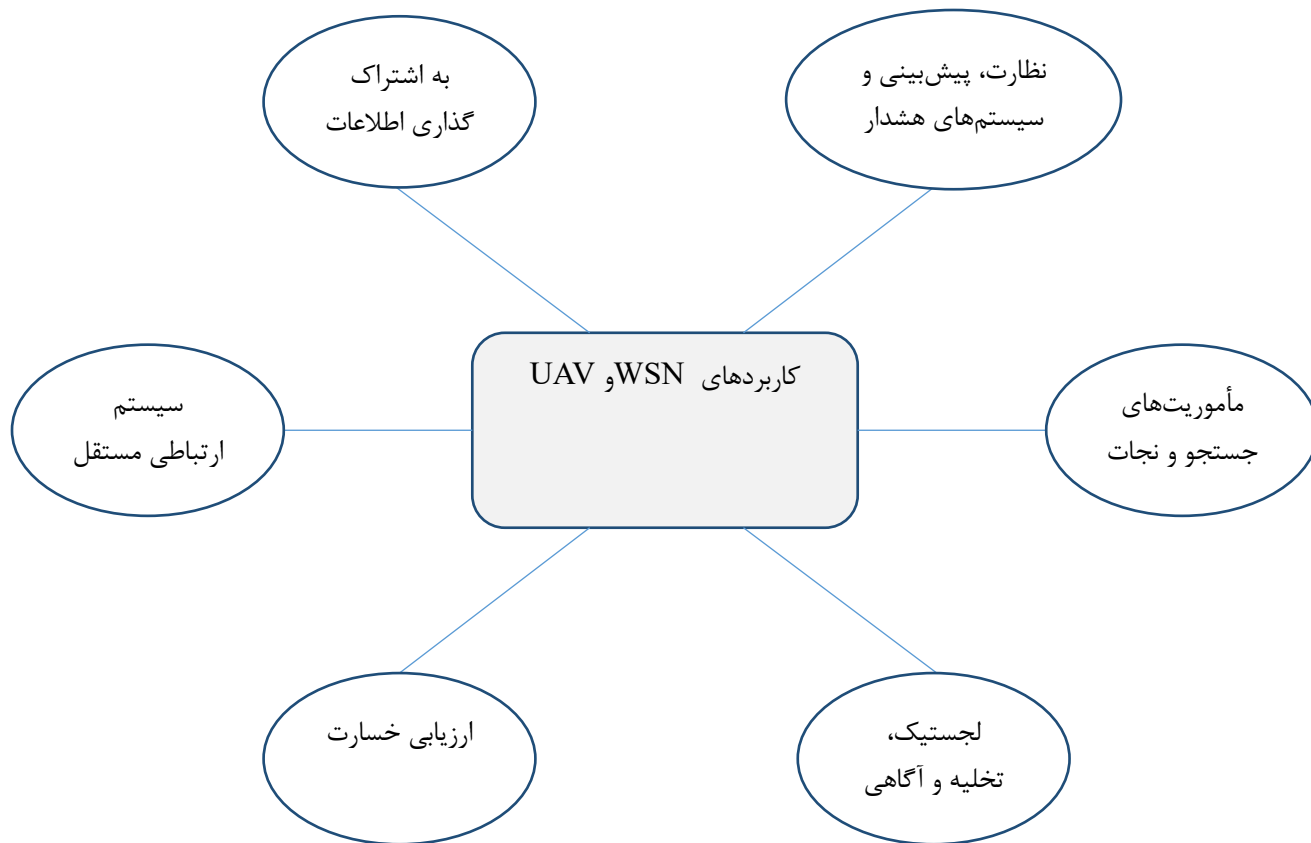 نظارت، پیش‌بینی و
سیستم‌های هشدار
به اشتراک
گذاری اطلاعات
کاربردهای WSNو UAV
مأموریت‌های
جستجو و نجات
سیستم
ارتباطی مستقل
لجستیک،
تخلیه و آگاهی
ارزیابی خسارت